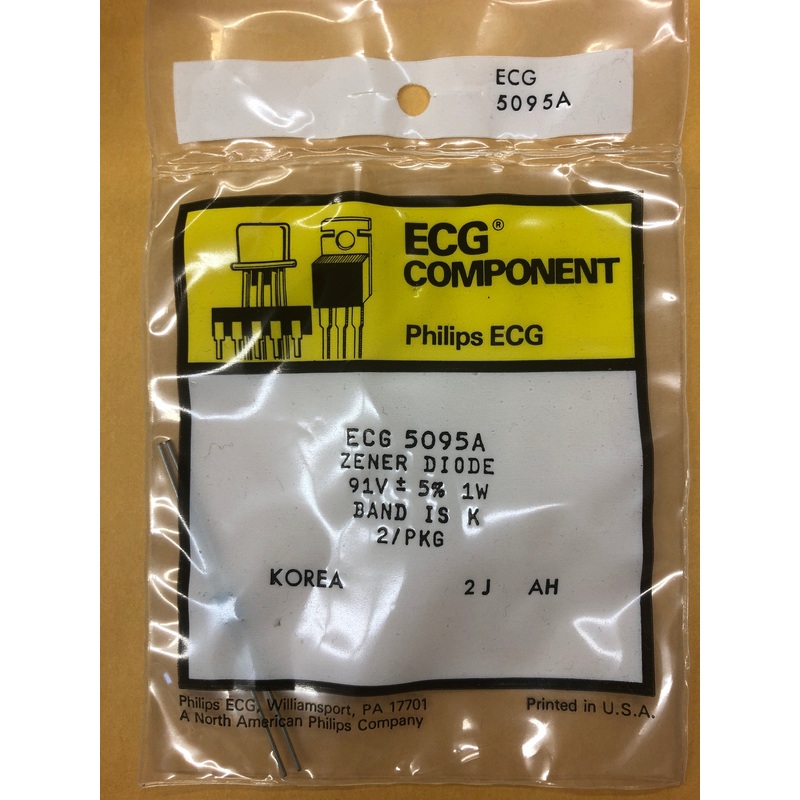 ECG
5095A
ECG®
COMPONENT
Philips ECG
ECG 5095A
ZENER DIODE
91V ± 5% 1W
BAND IS K
2/PKG
KOREA 2J AH
Philips ECG, Williamsport, PA 17701 Printed in U.S.A.
A North American Philips Company